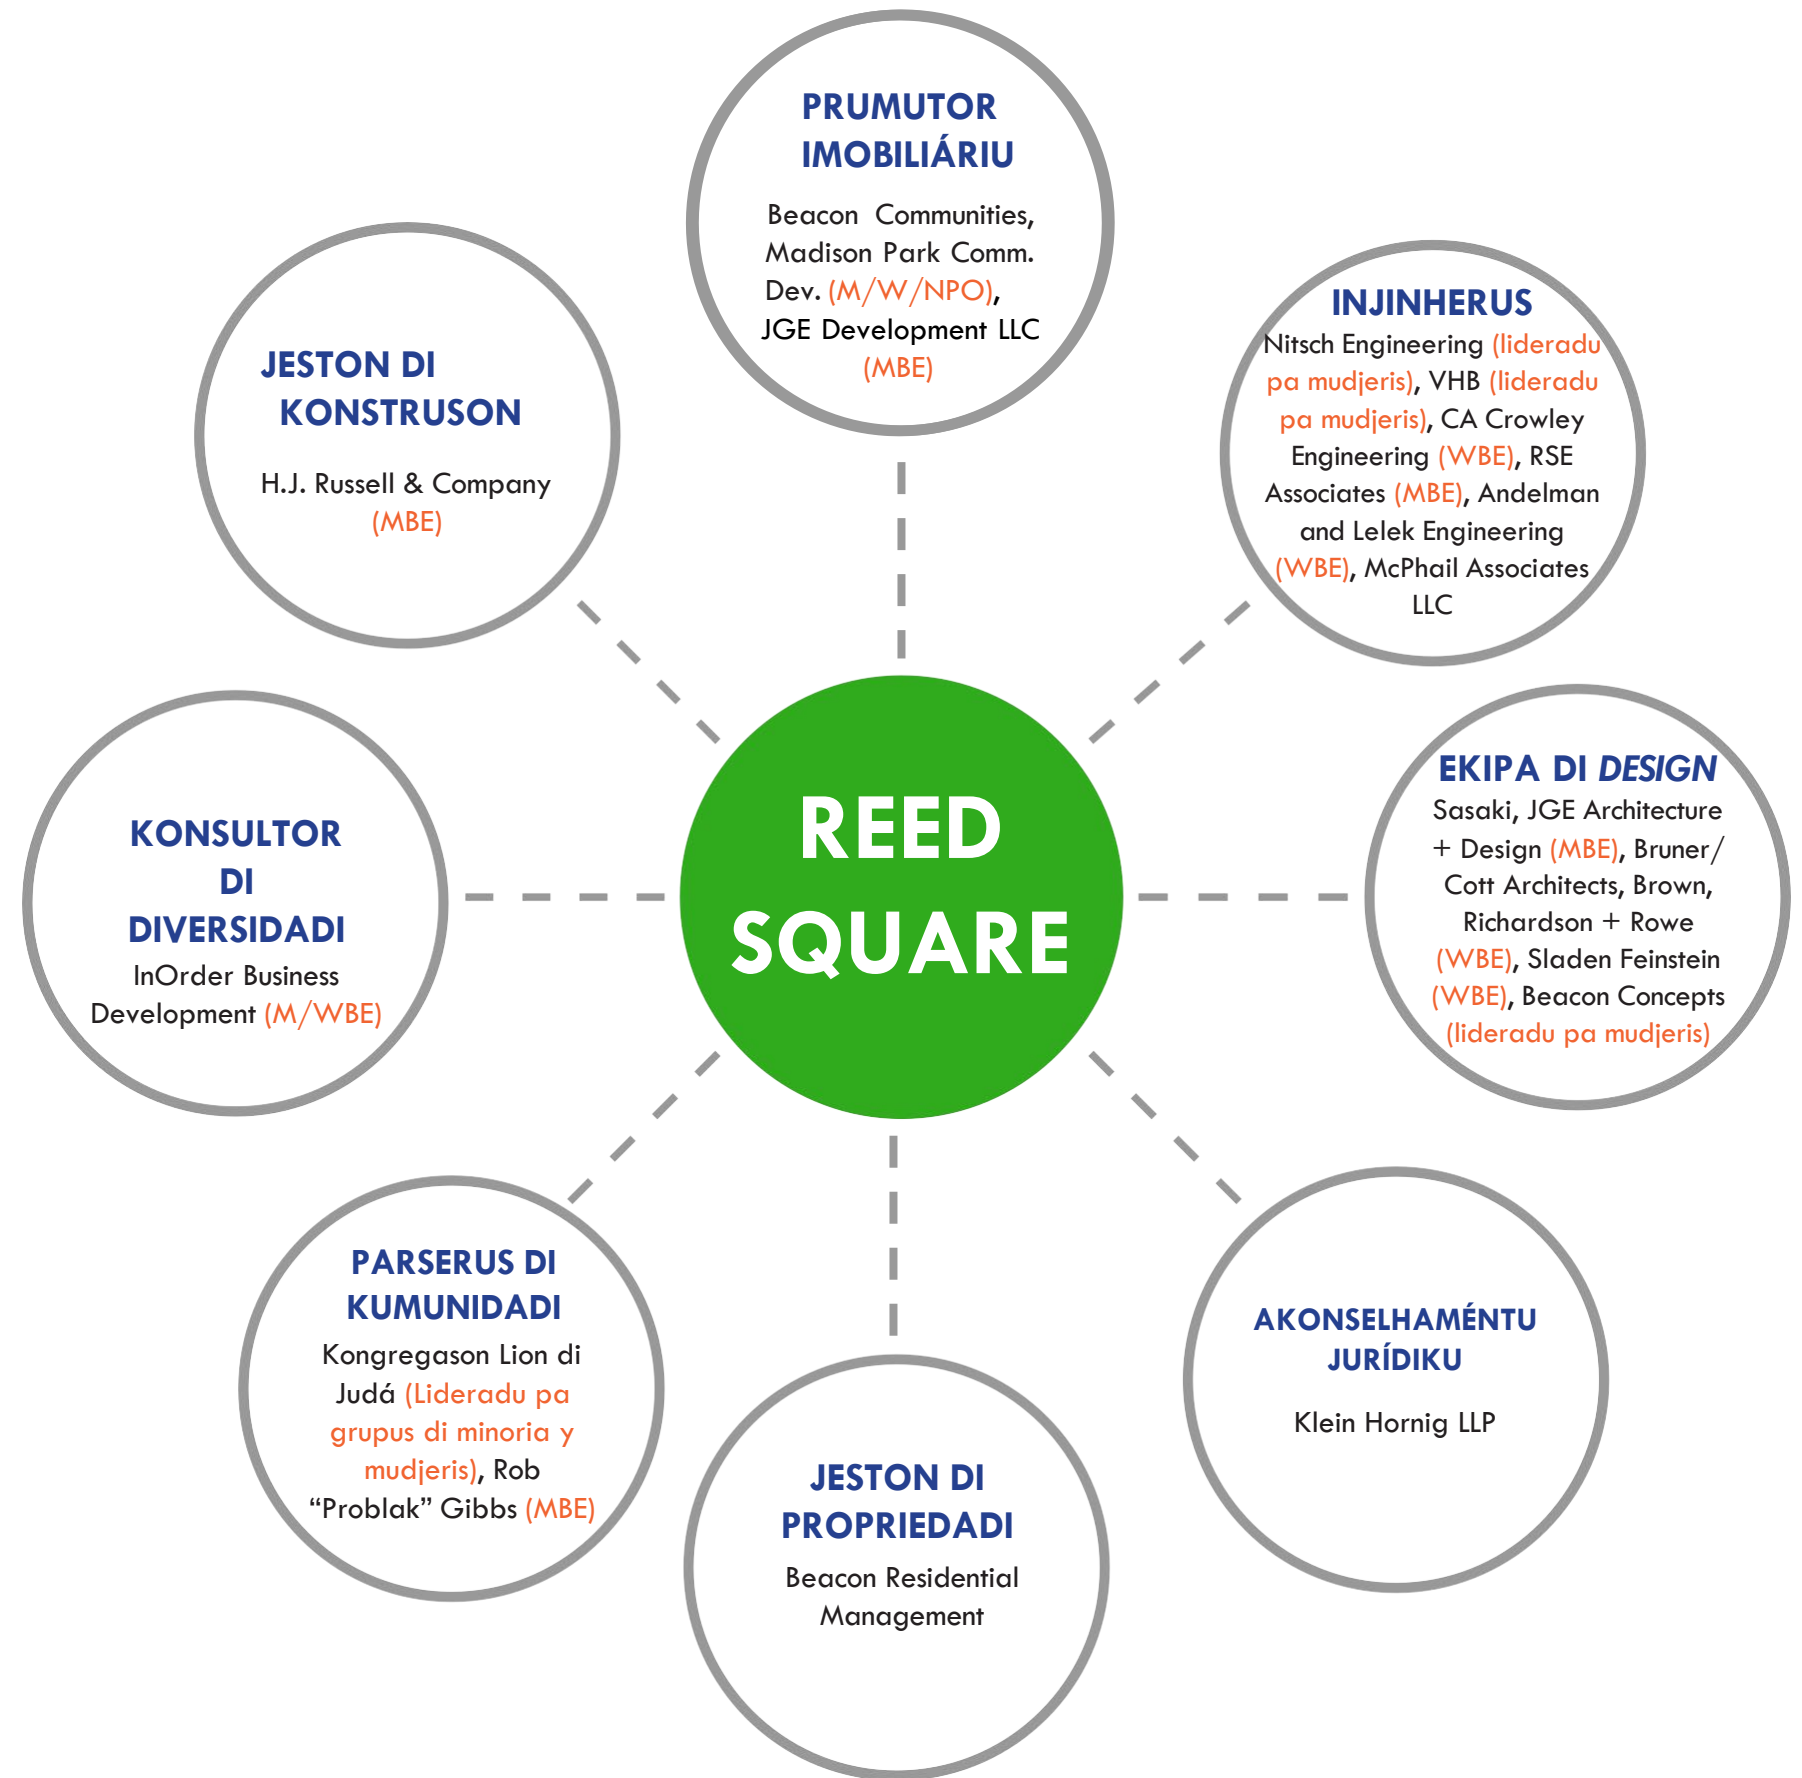 PRUMUTOR
IMOBILIÁRIU
Beacon Communities,
Madison Park Comm.
Dev. (M/W/NPO),
JGE Development LLC
(MBE)
INJINHERUS
Nitsch Engineering (lideradu
pa mudjeris), VHB (lideradu
pa mudjeris), CA Crowley
Engineering (WBE), RSE
Associates (MBE), Andelman
and Lelek Engineering
(WBE), McPhail Associates
LLC
JESTON DI
KONSTRUSON
H.J. Russell & Company
(MBE)
EKIPA DI DESIGN
Sasaki, JGE Architecture
+ Design (MBE), Bruner/
Cott Architects, Brown,
Richardson + Rowe
(WBE), Sladen Feinstein
(WBE), Beacon Concepts
(lideradu pa mudjeris)
REED
SQUARE
KONSULTOR
DI
DIVERSIDADI
InOrder Business
Development (M/WBE)
PARSERUS DI
KUMUNIDADI
Kongregason Lion di
Judá (Lideradu pa
grupus di minoria y
mudjeris), Rob
“Problak” Gibbs (MBE)
AKONSELHAMÉNTU
JURÍDIKU
Klein Hornig LLP
JESTON DI
PROPRIEDADI
Beacon Residential
Management